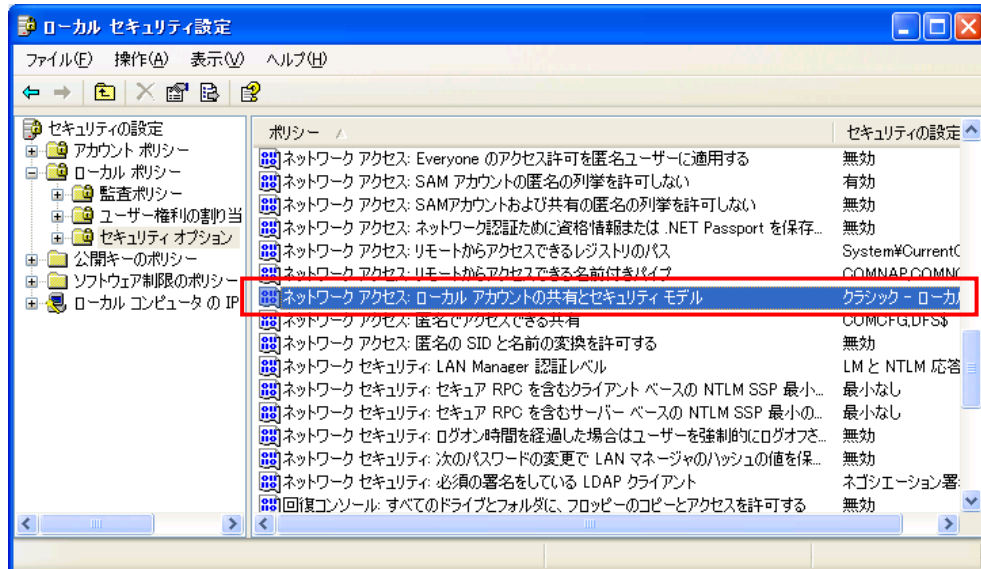 ローカル セキュリティ設定
ファイル(F) 操作(A) 表示(V) ヘルプ(H)
セキュリティの設定
アカウント ポリシー
ローカル ポリシー
監査ポリシー
ユーザー権利の割り当
セキュリティ オプション
公開キーのポリシー
ソフトウェア制限のポリシー
ローカル コンピュータ の IP
ポリシー セキュリティの設定
ネットワーク アクセス: Everyone のアクセス許可を匿名ユーザーに適用する 無効
ネットワーク アクセス: SAM アカウントの匿名の列挙を許可しない 有効
ネットワーク アクセス: SAMアカウントおよび共有の匿名の列挙を許可しない 無効
ネットワーク アクセス: ネットワーク認証ために資格情報または .NET Passport を保存... 無効
ネットワーク アクセス: リモートからアクセスできるレジストリのパス System¥CurrentC
ネットワーク アクセス: リモートからアクセスできる名前付きパイプ COMNAP,COMNO
ネットワーク アクセス: ローカル アカウントの共有とセキュリティ モデル クラシック - ローカル
ネットワーク アクセス: 匿名でアクセスできる共有 COMCFG,DFS$
ネットワーク アクセス: 匿名の SID と名前の変換を許可する 無効
ネットワーク セキュリティ: LAN Manager 認証レベル LM と NTLM 応答
ネットワーク セキュリティ: セキュア RPC を含むクライアント ベースの NTLM SSP 最小... 最小なし
ネットワーク セキュリティ: セキュア RPC を含むサーバー ベースの NTLM SSP 最小の... 最小なし
ネットワーク セキュリティ: ログオン時間を経過した場合はユーザーを強制的にログオフさ... 無効
ネットワーク セキュリティ: 次のパスワードの変更で LAN マネージャのハッシュの値を保... 無効
ネットワーク セキュリティ: 必須の署名をしている LDAP クライアント ネゴシエーション署
回復コンソール: すべてのドライブとフォルダに、フロッピーのコピーとアクセスを許可する 無効